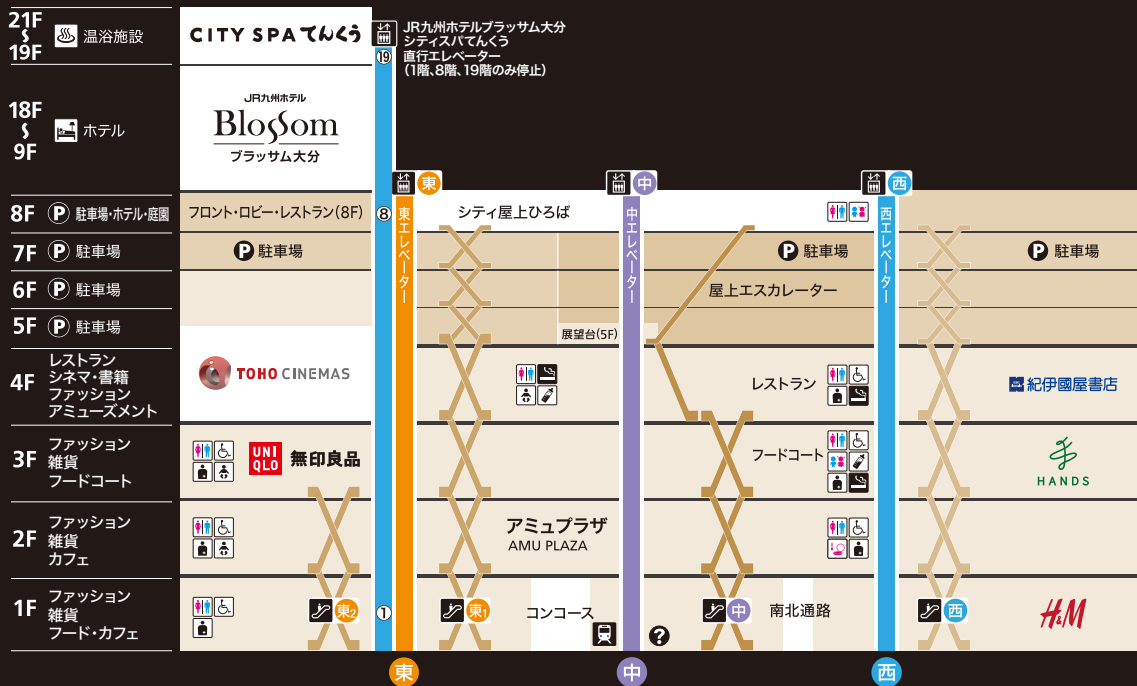 21F
〜
19F
温浴施設
CITY SPA てんくう
⑲
JR九州ホテルブラッサム大分
シティスパてんくう
直行エレベーター
(1階、8階、19階のみ停止)
18F
〜
9F
ホテル
JR九州ホテル
Blossom
ブラッサム大分
東
中
西
8F P 駐車場・ホテル・庭園
フロント・ロビー・レストラン(8F)
⑧
シティ屋上ひろば
東エレベーター
中エレベーター
西エレベーター
7F P 駐車場
P 駐車場
P 駐車場
P 駐車場
6F P 駐車場
屋上エスカレーター
5F P 駐車場
展望台(5F)
4F
レストラン
シネマ・書籍
ファッション
アミューズメント
TOHO CINEMAS
レストラン
紀伊國屋書店
3F
ファッション
雑貨
フードコート
UNI
QLO
無印良品
フードコート
HANDS
2F
ファッション
雑貨
カフェ
アミュプラザ
AMU PLAZA
1F
ファッション
雑貨
フード・カフェ
東2
①
東1
コンコース
?
中
南北通路
西
H&M
東
中
西